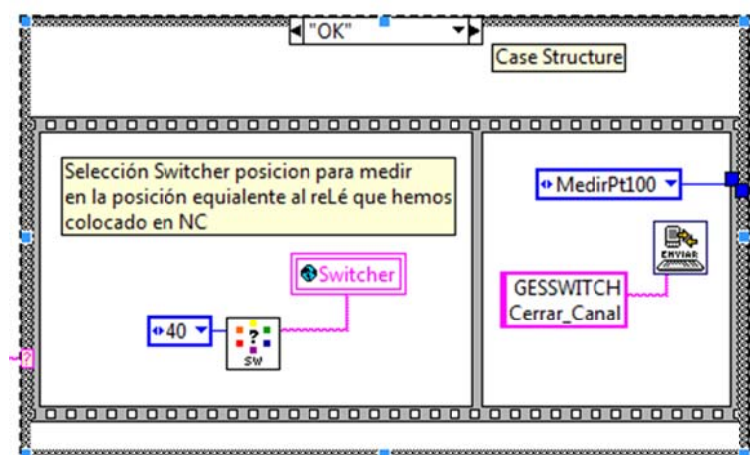 "OK"
Case Structure
Selección Switcher posicion para medir
en la posición equialente al reLé que hemos
colocado en NC
Switcher
40
?
SW
MedirPt100
ENVIAR
GESSWITCH
Cerrar_Canal
?